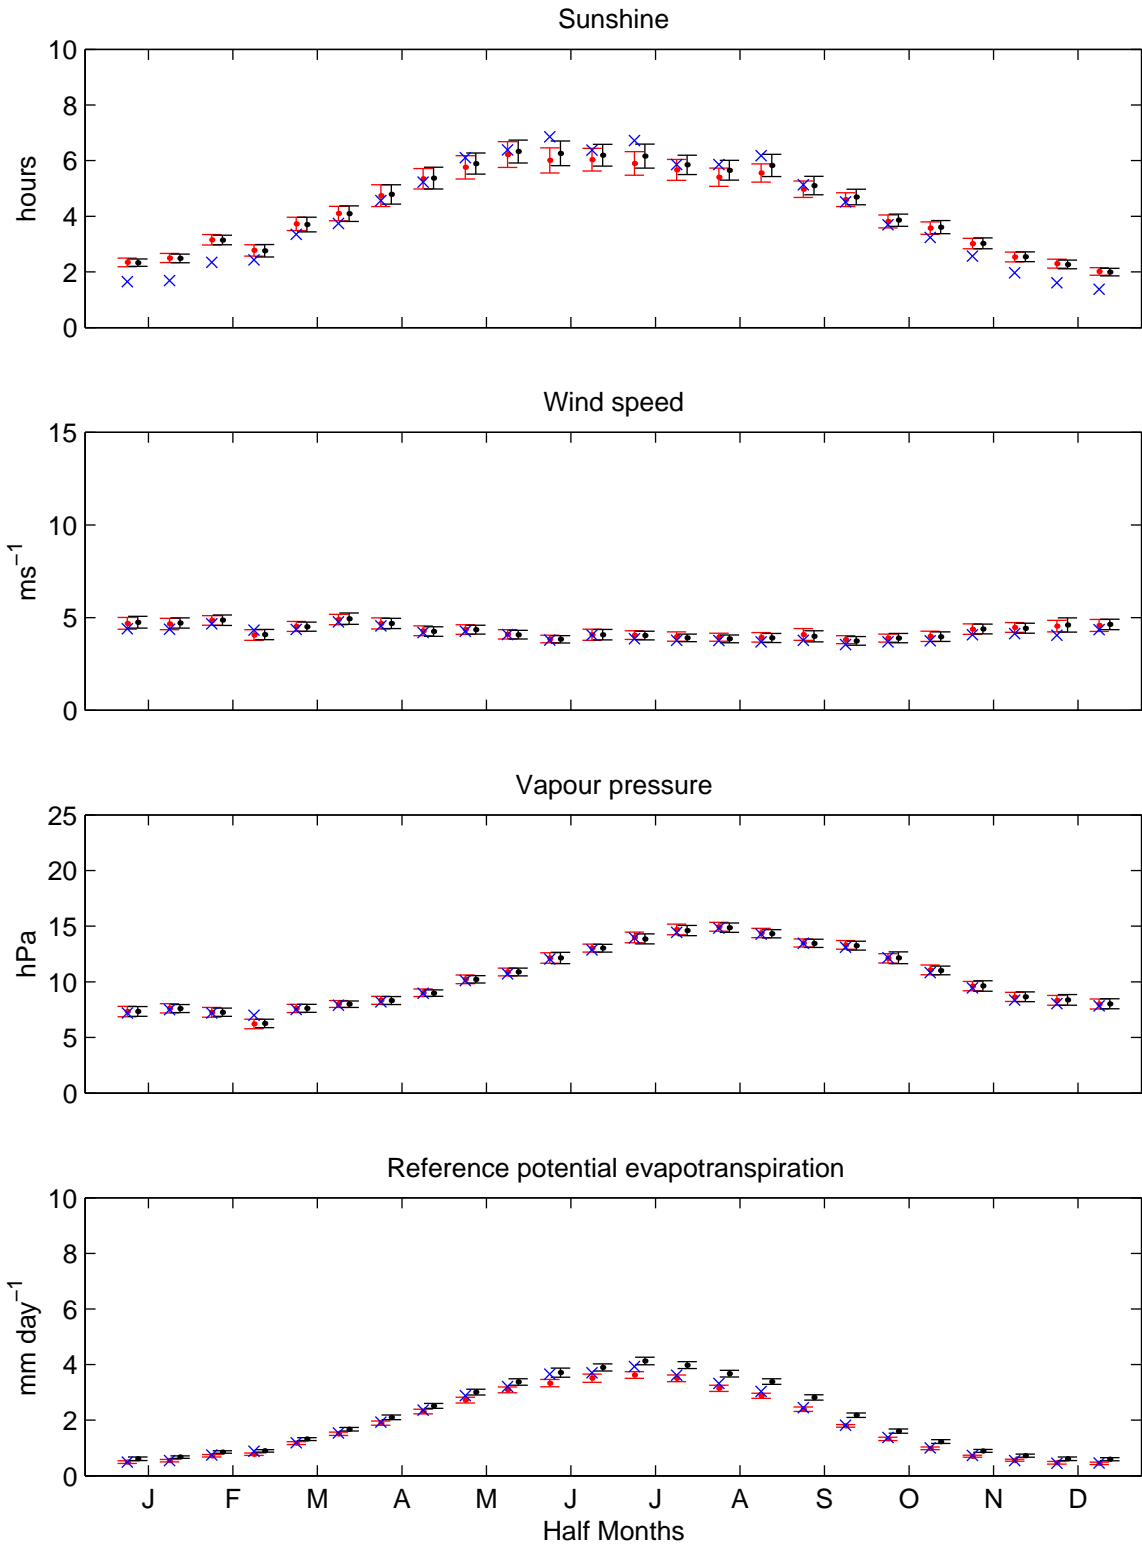 Sunshine
10
8
6
4
2
0
hours
Wind speed
15
10
5
0
ms−1
Vapour pressure
25
20
15
10
5
0
hPa
Reference potential evapotranspiration
10
8
6
4
2
0
mm day−1
J F M A M J J A S O N D
Half Months